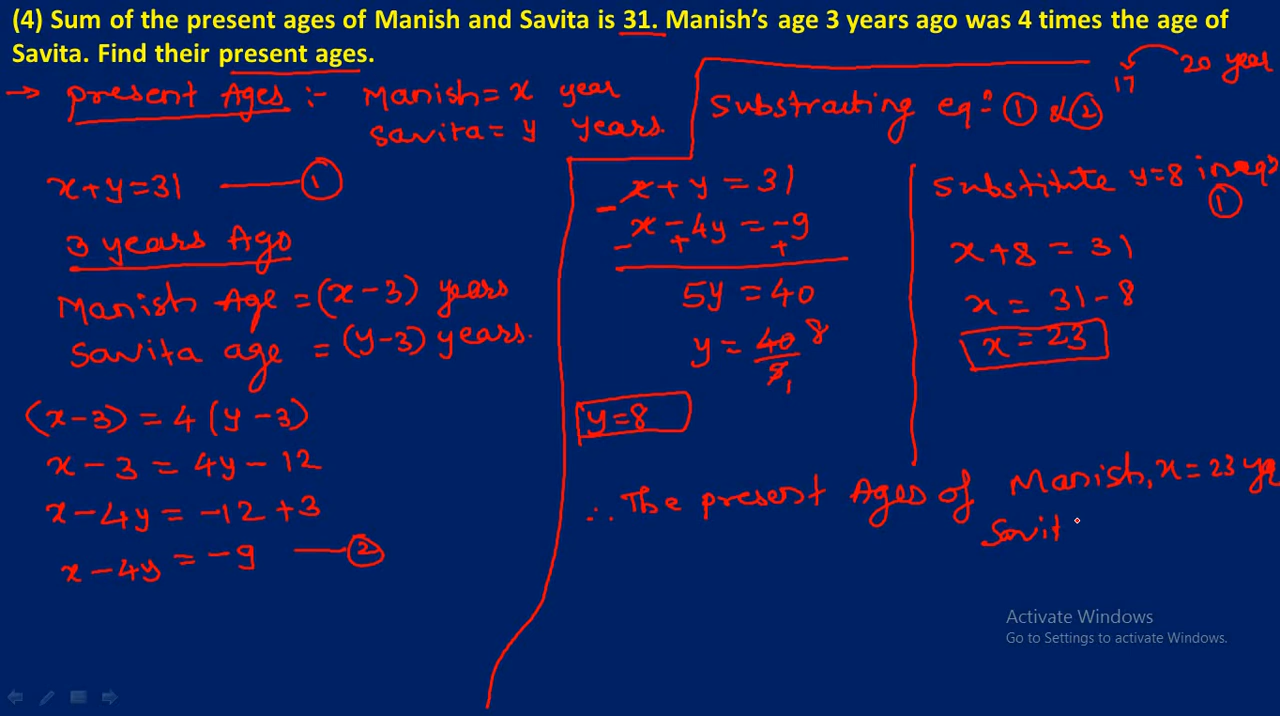 (4) Sum of the present ages of Manish and Savita is 31. Manish's age 3 years ago was 4 times the age of
Savita. Find their present ages.
→ Present Ages :- Manish = x year
Savita = y years.
x+y=31 —— ①
3 years Ago
Manish Age = (x-3) years
Savita age = (y-3) years.
(x-3) = 4 (y-3)
x - 3 = 4y - 12
x - 4y = -12 + 3
x - 4y = -9 —— ②
17 20 year
Substracting eqⁿ ① & ②
x + y = 31
- x - 4y = -9
- + +
5y = 40
y = 40/5 8 1
y=8
Substitute y=8 in eqⁿ
①
x+8 = 31
x = 31-8
x = 23
∴ The present Ages of Manish, x = 23 ye
Savit
Activate Windows
Go to Settings to activate Windows.